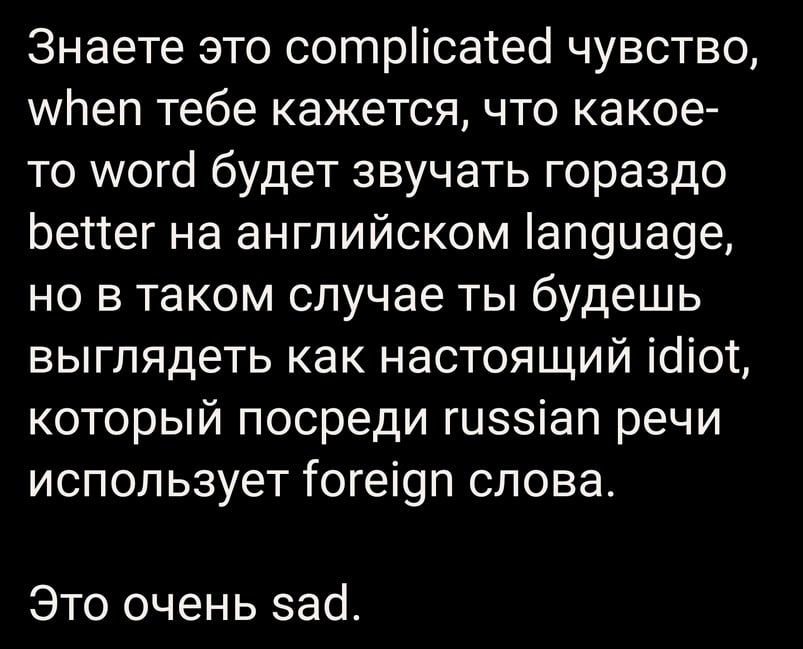 Знаете это complicated чувство,
when тебе кажется, что какое-
то word будет звучать гораздо
better на английском language,
но в таком случае ты будешь
выглядеть как настоящий idiot,
который посреди russian речи
использует foreign слова.
Это очень sad.